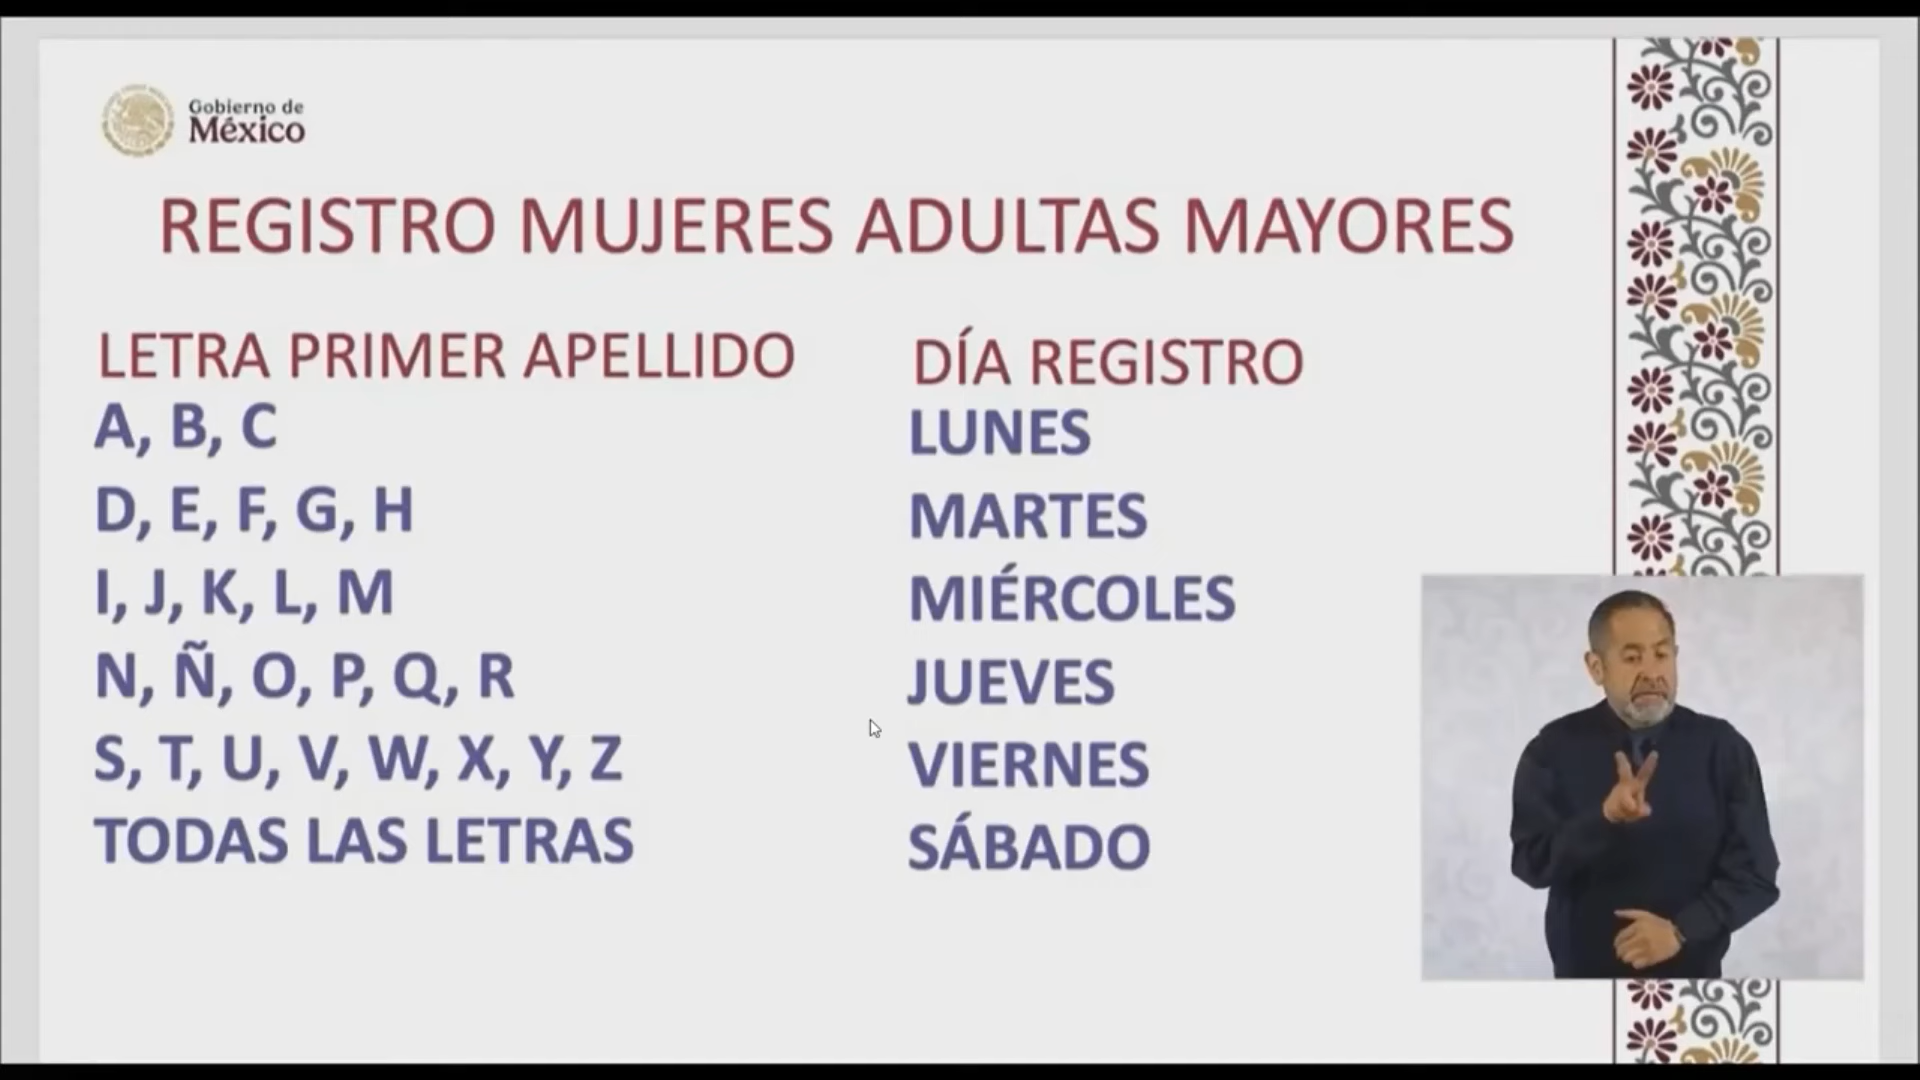 Gobierno de
México
REGISTRO MUJERES ADULTAS MAYORES
LETRA PRIMER APELLIDO DÍA REGISTRO
A, B, C LUNES
D, E, F, G, H MARTES
I, J, K, L, M MIÉRCOLES
N, Ñ, O, P, Q, R JUEVES
S, T, U, V, W, X, Y, Z VIERNES
TODAS LAS LETRAS SÁBADO